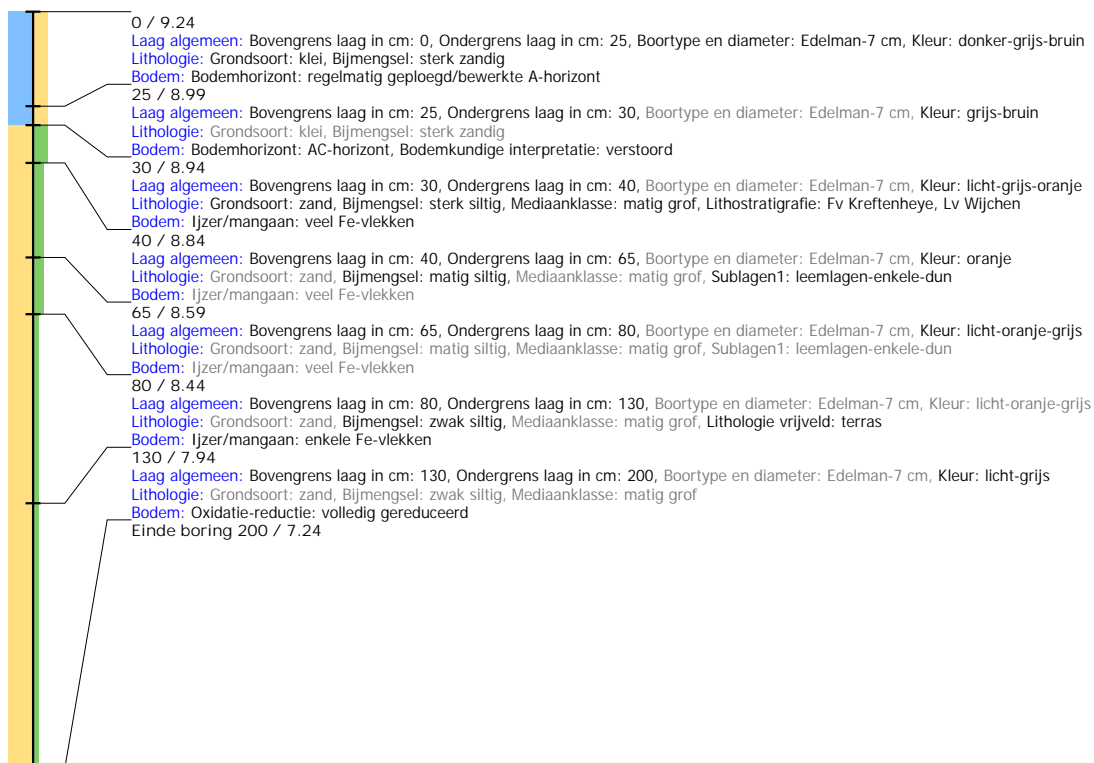 0 / 9.24
Laag algemeen: Bovengrens laag in cm: 0, Ondergrens laag in cm: 25, Boortype en diameter: Edelman-7 cm, Kleur: donker-grijs-bruin
Lithologie: Grondsoort: klei, Bijmengsel: sterk zandig
Bodem: Bodemhorizont: regelmatig geploegd/bewerkte A-horizont
25 / 8.99
Laag algemeen: Bovengrens laag in cm: 25, Ondergrens laag in cm: 30, Boortype en diameter: Edelman-7 cm, Kleur: grijs-bruin
Lithologie: Grondsoort: klei, Bijmengsel: sterk zandig
Bodem: Bodemhorizont: AC-horizont, Bodemkundige interpretatie: verstoord
30 / 8.94
Laag algemeen: Bovengrens laag in cm: 30, Ondergrens laag in cm: 40, Boortype en diameter: Edelman-7 cm, Kleur: licht-grijs-oranje
Lithologie: Grondsoort: zand, Bijmengsel: sterk siltig, Mediaanklasse: matig grof, Lithostratigrafie: Fv Kreftenheye, Lv Wijchen
Bodem: Ijzer/mangaan: veel Fe-vlekken
40 / 8.84
Laag algemeen: Bovengrens laag in cm: 40, Ondergrens laag in cm: 65, Boortype en diameter: Edelman-7 cm, Kleur: oranje
Lithologie: Grondsoort: zand, Bijmengsel: matig siltig, Mediaanklasse: matig grof, Sublagen1: leemlagen-enkele-dun
Bodem: Ijzer/mangaan: veel Fe-vlekken
65 / 8.59
Laag algemeen: Bovengrens laag in cm: 65, Ondergrens laag in cm: 80, Boortype en diameter: Edelman-7 cm, Kleur: licht-oranje-grijs
Lithologie: Grondsoort: zand, Bijmengsel: matig siltig, Mediaanklasse: matig grof, Sublagen1: leemlagen-enkele-dun
Bodem: Ijzer/mangaan: veel Fe-vlekken
80 / 8.44
Laag algemeen: Bovengrens laag in cm: 80, Ondergrens laag in cm: 130, Boortype en diameter: Edelman-7 cm, Kleur: licht-oranje-grijs
Lithologie: Grondsoort: zand, Bijmengsel: zwak siltig, Mediaanklasse: matig grof, Lithologie vrijveld: terras
Bodem: Ijzer/mangaan: enkele Fe-vlekken
130 / 7.94
Laag algemeen: Bovengrens laag in cm: 130, Ondergrens laag in cm: 200, Boortype en diameter: Edelman-7 cm, Kleur: licht-grijs
Lithologie: Grondsoort: zand, Bijmengsel: zwak siltig, Mediaanklasse: matig grof
Bodem: Oxidatie-reductie: volledig gereduceerd
Einde boring 200 / 7.24